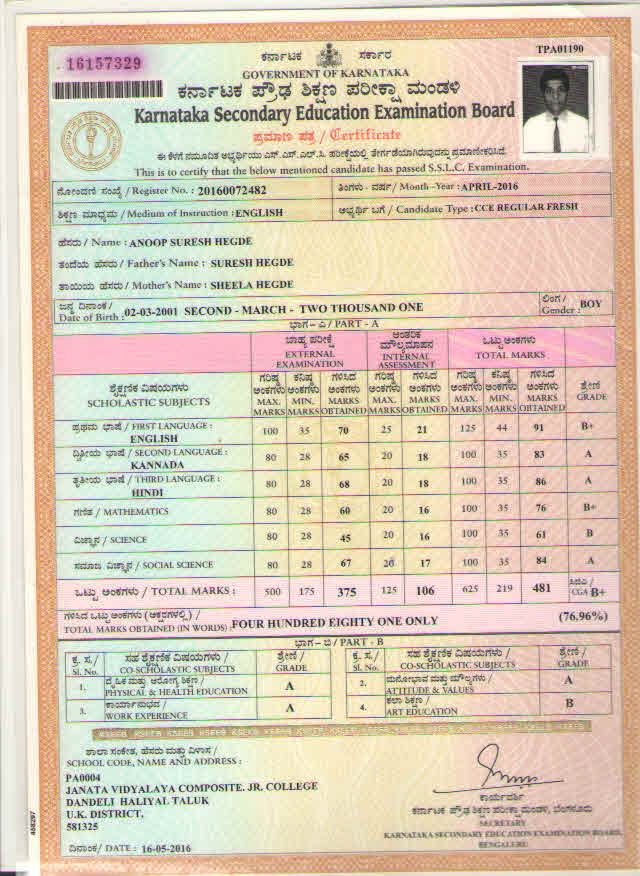 16157329
TPA01190
ಕರ್ನಾಟಕ ಸರ್ಕಾರ
GOVERNMENT OF KARNATAKA
ಕರ್ನಾಟಕ ಪ್ರೌಢ ಶಿಕ್ಷಣ ಪರೀಕ್ಷಾ ಮಂಡಳಿ
Karnataka Secondary Education Examination Board
ಪ್ರಮಾಣ ಪತ್ರ / Certificate
ಈ ಕೆಳಗೆ ನಮೂದಿತ ಅಭ್ಯರ್ಥಿಯು ಎಸ್.ಎಸ್.ಎಲ್.ಸಿ. ಪರೀಕ್ಷೆಯಲ್ಲಿ ತೇರ್ಗಡೆಯಾಗಿರುವುದನ್ನು ಪ್ರಮಾಣೀಕರಿಸಿದೆ.
This is to certify that the below mentioned candidate has passed S.S.L.C. Examination.
ನೋಂದಣಿ ಸಂಖ್ಯೆ / Register No. : 20160072482 ತಿಂಗಳು - ವರ್ಷ / Month -Year : APRIL-2016
ಶಿಕ್ಷಣ ಮಾಧ್ಯಮ / Medium of Instruction : ENGLISH ಅಭ್ಯರ್ಥಿ ಬಗೆ / Candidate Type : CCE REGULAR FRESH
ಹೆಸರು / Name : ANOOP SURESH HEGDE
ತಂದೆಯ ಹೆಸರು / Father's Name : SURESH HEGDE
ತಾಯಿಯ ಹೆಸರು / Mother's Name : SHEELA HEGDE
ಜನ್ಮ ದಿನಾಂಕ / Date of Birth : 02-03-2001 SECOND - MARCH - TWO THOUSAND ONE ಲಿಂಗ / Gender : BOY
ಭಾಗ – ಎ / PART - A
ಶೈಕ್ಷಣಿಕ ವಿಷಯಗಳು SCHOLASTIC SUBJECTS
ಬಾಹ್ಯ ಪರೀಕ್ಷೆ EXTERNAL EXAMINATION
ಆಂತರಿಕ ಮೌಲ್ಯಮಾಪನ INTERNAL ASSESSMENT
ಒಟ್ಟು ಅಂಕಗಳು TOTAL MARKS
ಗರಿಷ್ಠ ಅಂಕಗಳು MAX. MARKS
ಕನಿಷ್ಠ ಅಂಕಗಳು MIN. MARKS
ಗಳಿಸಿದ ಅಂಕಗಳು MARKS OBTAINED
ಗರಿಷ್ಠ ಅಂಕಗಳು MAX. MARKS
ಗಳಿಸಿದ ಅಂಕಗಳು MARKS OBTAINED
ಗರಿಷ್ಠ ಅಂಕಗಳು MAX. MARKS
ಕನಿಷ್ಠ ಅಂಕಗಳು MIN. MARKS
ಗಳಿಸಿದ ಅಂಕಗಳು MARKS OBTAINED
ಶ್ರೇಣಿ GRADE
ಪ್ರಥಮ ಭಾಷೆ / FIRST LANGUAGE : ENGLISH 100 35 70 25 21 125 44 91 B+
ದ್ವಿತೀಯ ಭಾಷೆ / SECOND LANGUAGE : KANNADA 80 28 65 20 18 100 35 83 A
ತೃತೀಯ ಭಾಷೆ / THIRD LANGUAGE : HINDI 80 28 68 20 18 100 35 86 A
ಗಣಿತ / MATHEMATICS 80 28 60 20 16 100 35 76 B+
ವಿಜ್ಞಾನ / SCIENCE 80 28 45 20 16 100 35 61 B
ಸಮಾಜ ವಿಜ್ಞಾನ / SOCIAL SCIENCE 80 28 67 20 17 100 35 84 A
ಒಟ್ಟು ಅಂಕಗಳು / TOTAL MARKS : 500 175 375 125 106 625 219 481 ಸಿಜಿಎ/ CGA B+
ಗಳಿಸಿದ ಒಟ್ಟು ಅಂಕಗಳು (ಅಕ್ಷರಗಳಲ್ಲಿ) /
TOTAL MARKS OBTAINED (IN WORDS) : FOUR HUNDRED EIGHTY ONE ONLY (76.96%)
ಭಾಗ – ಬಿ / PART - B
ಕ್ರ. ಸ./ Sl. No. ಸಹ ಶೈಕ್ಷಣಿಕ ವಿಷಯಗಳು / CO-SCHOLASTIC SUBJECTS ಶ್ರೇಣಿ / GRADE
ಕ್ರ. ಸ./ Sl. No. ಸಹ ಶೈಕ್ಷಣಿಕ ವಿಷಯಗಳು / CO-SCHOLASTIC SUBJECTS ಶ್ರೇಣಿ / GRADE
1. ದೈಹಿಕ ಮತ್ತು ಆರೋಗ್ಯ ಶಿಕ್ಷಣ / PHYSICAL & HEALTH EDUCATION A
2. ಮನೋಭಾವ ಮತ್ತು ಮೌಲ್ಯಗಳು / ATTITUDE & VALUES A
3. ಕಾರ್ಯಾನುಭವ / WORK EXPERIENCE A
4. ಕಲಾ ಶಿಕ್ಷಣ / ART EDUCATION B
KSEEB KSEEB KSEEB KSEEB KSEEB KSEEB KSEEB
ಶಾಲಾ ಸಂಕೇತ, ಹೆಸರು ಮತ್ತು ವಿಳಾಸ /
SCHOOL CODE, NAME AND ADDRESS :
PA0004
JANATA VIDYALAYA COMPOSITE. JR. COLLEGE
DANDELI HALIYAL TALUK
U.K. DISTRICT,
581325
ಕಾರ್ಯದರ್ಶಿ
ಕರ್ನಾಟಕ ಪ್ರೌಢ ಶಿಕ್ಷಣ ಪರೀಕ್ಷಾ ಮಂಡಳಿ, ಬೆಂಗಳೂರು
SECRETARY
KARNATAKA SECONDARY EDUCATION EXAMINATION BOARD,
BENGALURU
ದಿನಾಂಕ/ DATE : 16-05-2016